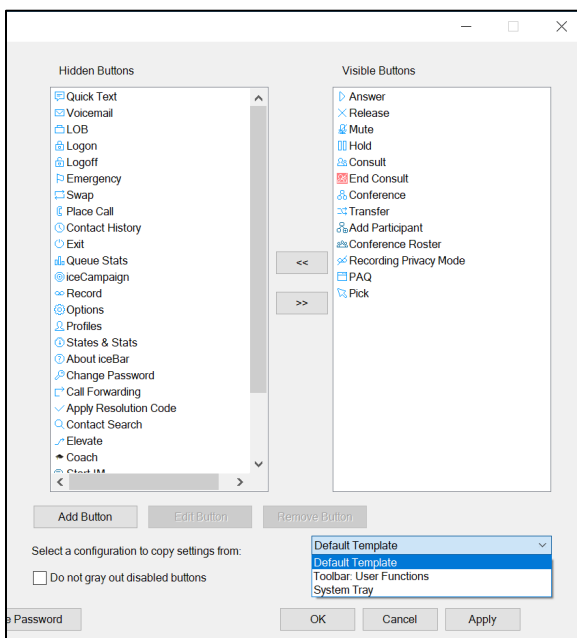 Hidden Buttons
Visible Buttons
Quick Text
Voicemail
LOB
Logon
Logoff
Emergency
Swap
Place Call
Contact History
Exit
Queue Stats
iceCampaign
Record
Options
Profiles
States & Stats
About iceBar
Change Password
Call Forwarding
Apply Resolution Code
Contact Search
Elevate
Coach
Start IM
<<
>>
Answer
Release
Mute
Hold
Consult
End Consult
Conference
Transfer
Add Participant
Conference Roster
Recording Privacy Mode
PAQ
Pick
Add Button
Edit Button
Remove Button
Select a configuration to copy settings from:
Default Template
Default Template
Toolbar: User Functions
System Tray
Do not gray out disabled buttons
e Password
OK
Cancel
Apply